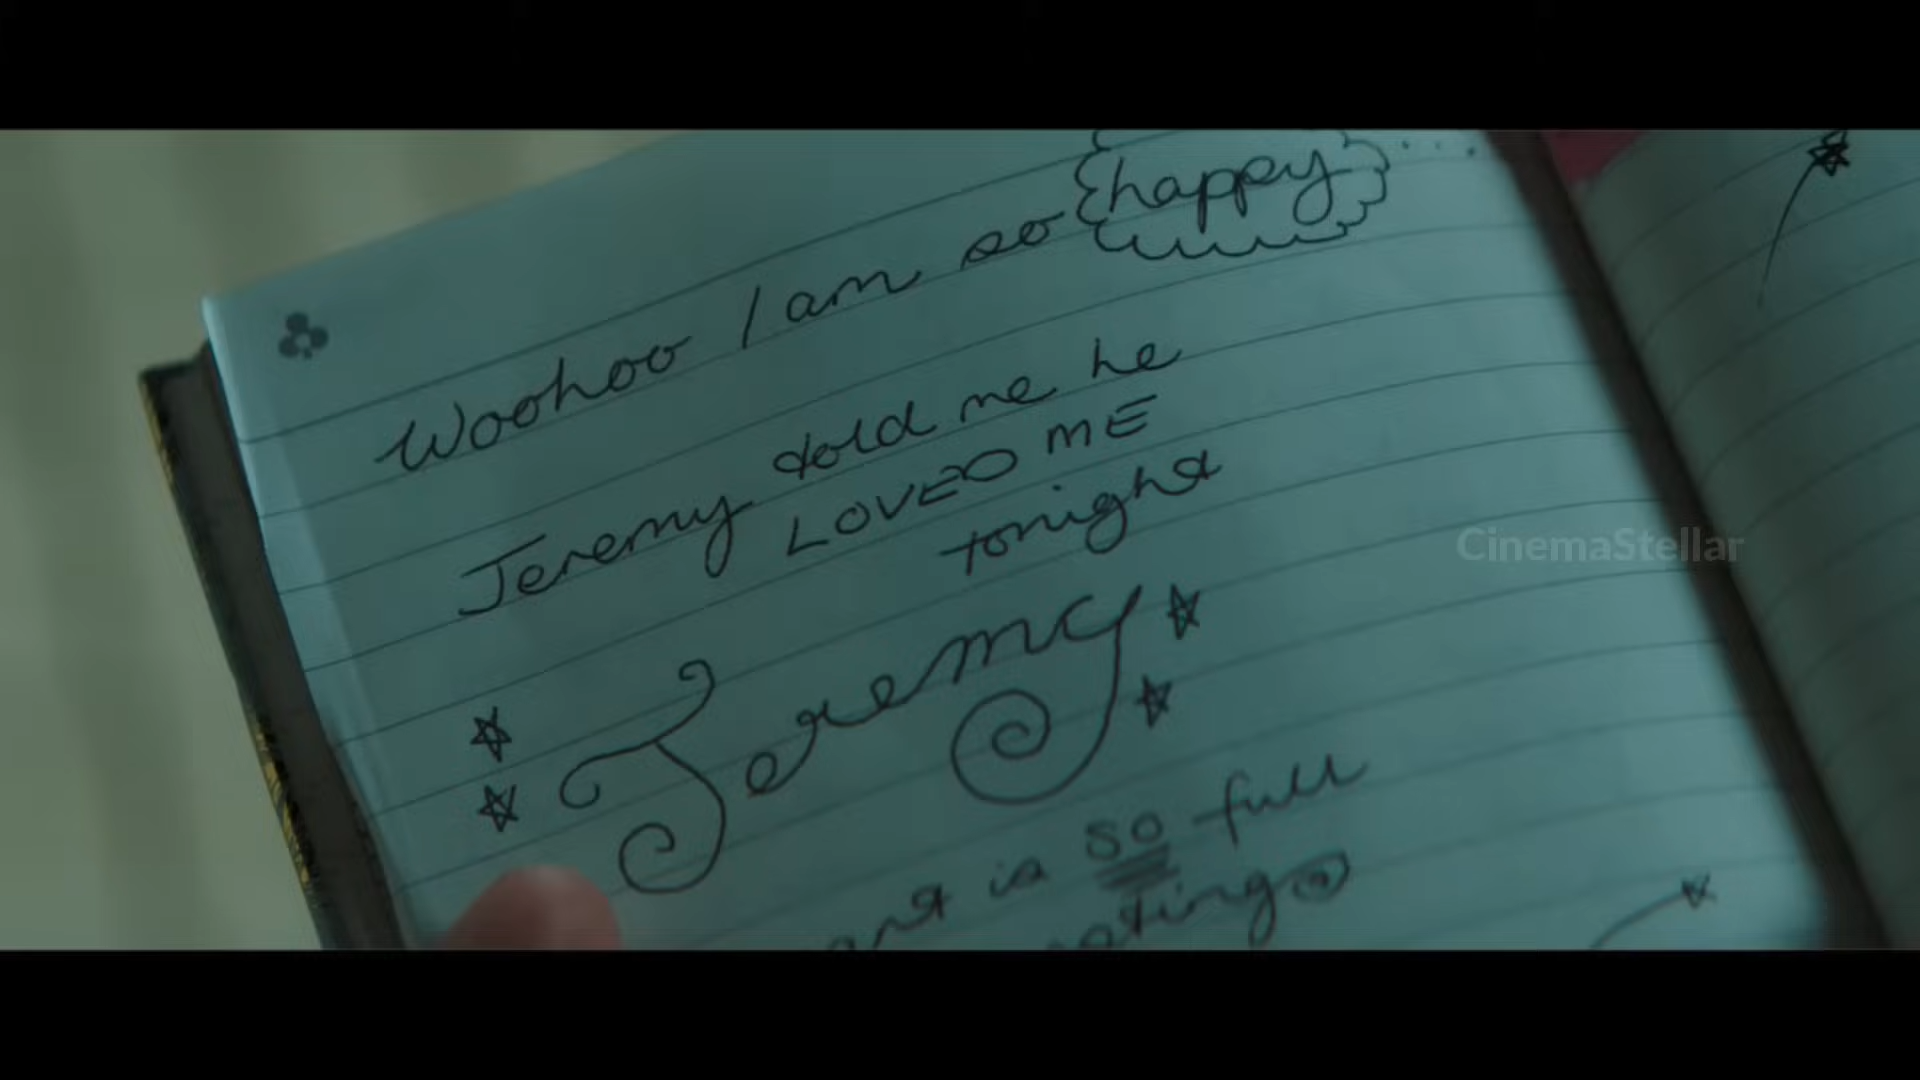 Woohoo I am so happy....
Jeremy told me he
LOVED ME
tonight
Jeremy
is so full
CinemaStellar